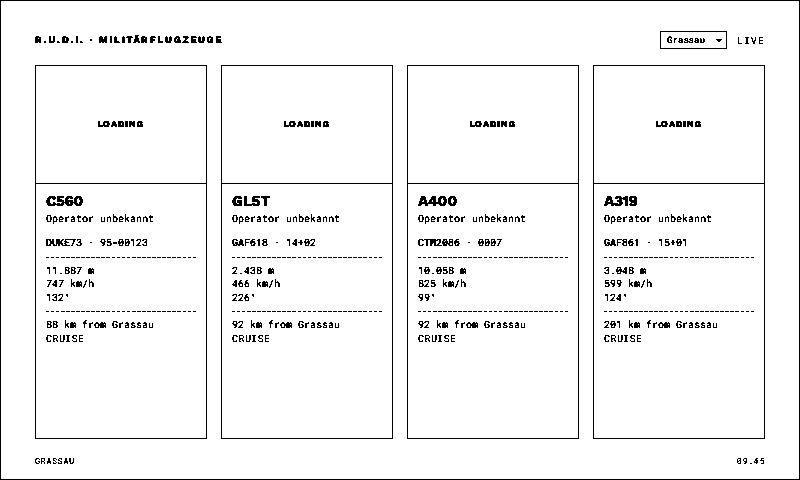 R.U.D.I. · MILITÄRFLUGZEUGE
Grassau
LIVE
LOADING
C560
Operator unbekannt
DUKE73 · 95-00123
11.887 m
747 km/h
132°
88 km from Grassau
CRUISE
LOADING
GL5T
Operator unbekannt
GAF618 · 14+02
2.438 m
466 km/h
226°
92 km from Grassau
CRUISE
LOADING
A400
Operator unbekannt
CTM2086 · 0007
10.058 m
825 km/h
99°
92 km from Grassau
CRUISE
LOADING
A319
Operator unbekannt
GAF861 · 15+01
3.048 m
599 km/h
124°
201 km from Grassau
CRUISE
GRASSAU
09.45